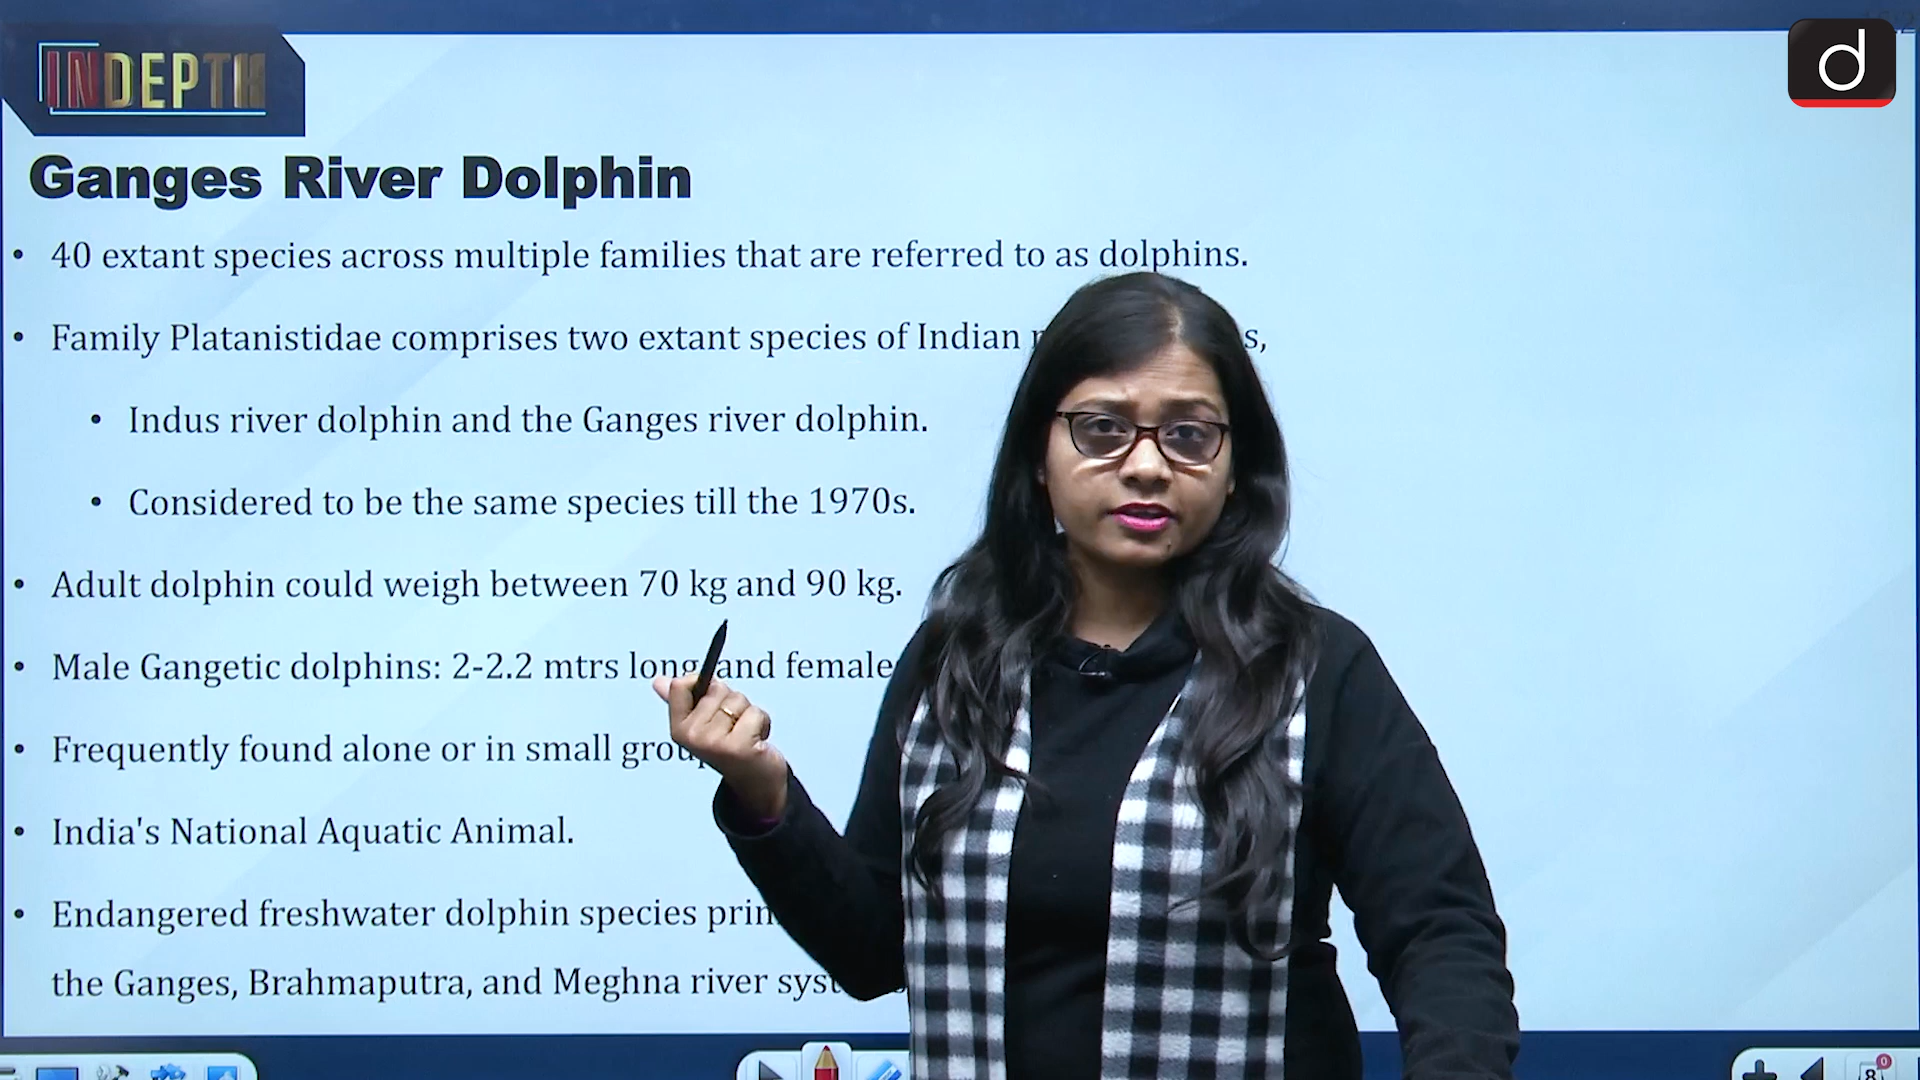 INDEPTH
d
Ganges River Dolphin
• 40 extant species across multiple families that are referred to as dolphins.
• Family Platanistidae comprises two extant species of Indian
• Indus river dolphin and the Ganges river dolphin.
• Considered to be the same species till the 1970s.
• Adult dolphin could weigh between 70 kg and 90 kg.
• Male Gangetic dolphins: 2-2.2 mtrs long and female
• Frequently found alone or in small
• India's National Aquatic Animal.
• Endangered freshwater dolphin species
the Ganges, Brahmaputra, and Meghna river
8
0